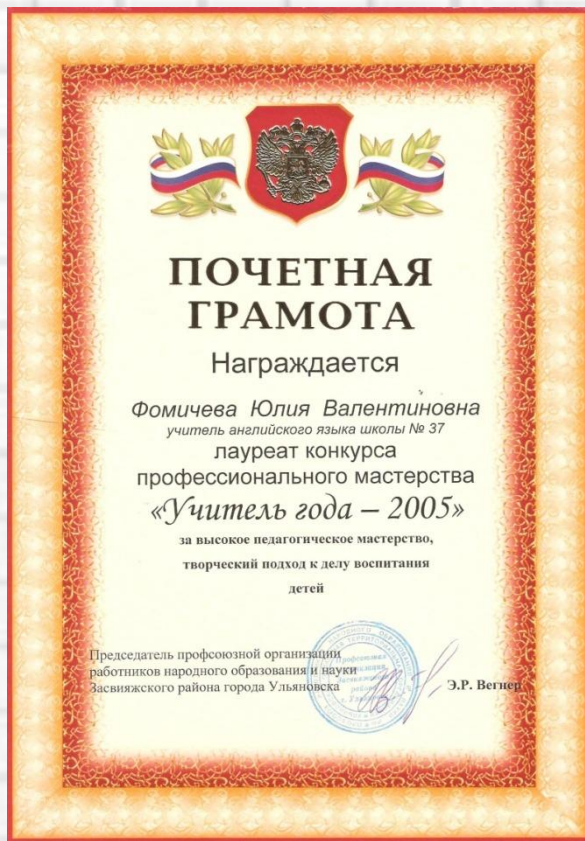 ПОЧЕТНАЯ
ГРАМОТА
Награждается
Фомичева Юлия Валентиновна
учитель английского языка школы № 37
лауреат конкурса
профессионального мастерства
«Учитель года – 2005»
за высокое педагогическое мастерство,
творческий подход к делу воспитания
детей
Председатель профсоюзной организации
работников народного образования и науки
Засвияжского района города Ульяновска
Э.Р. Вегнер